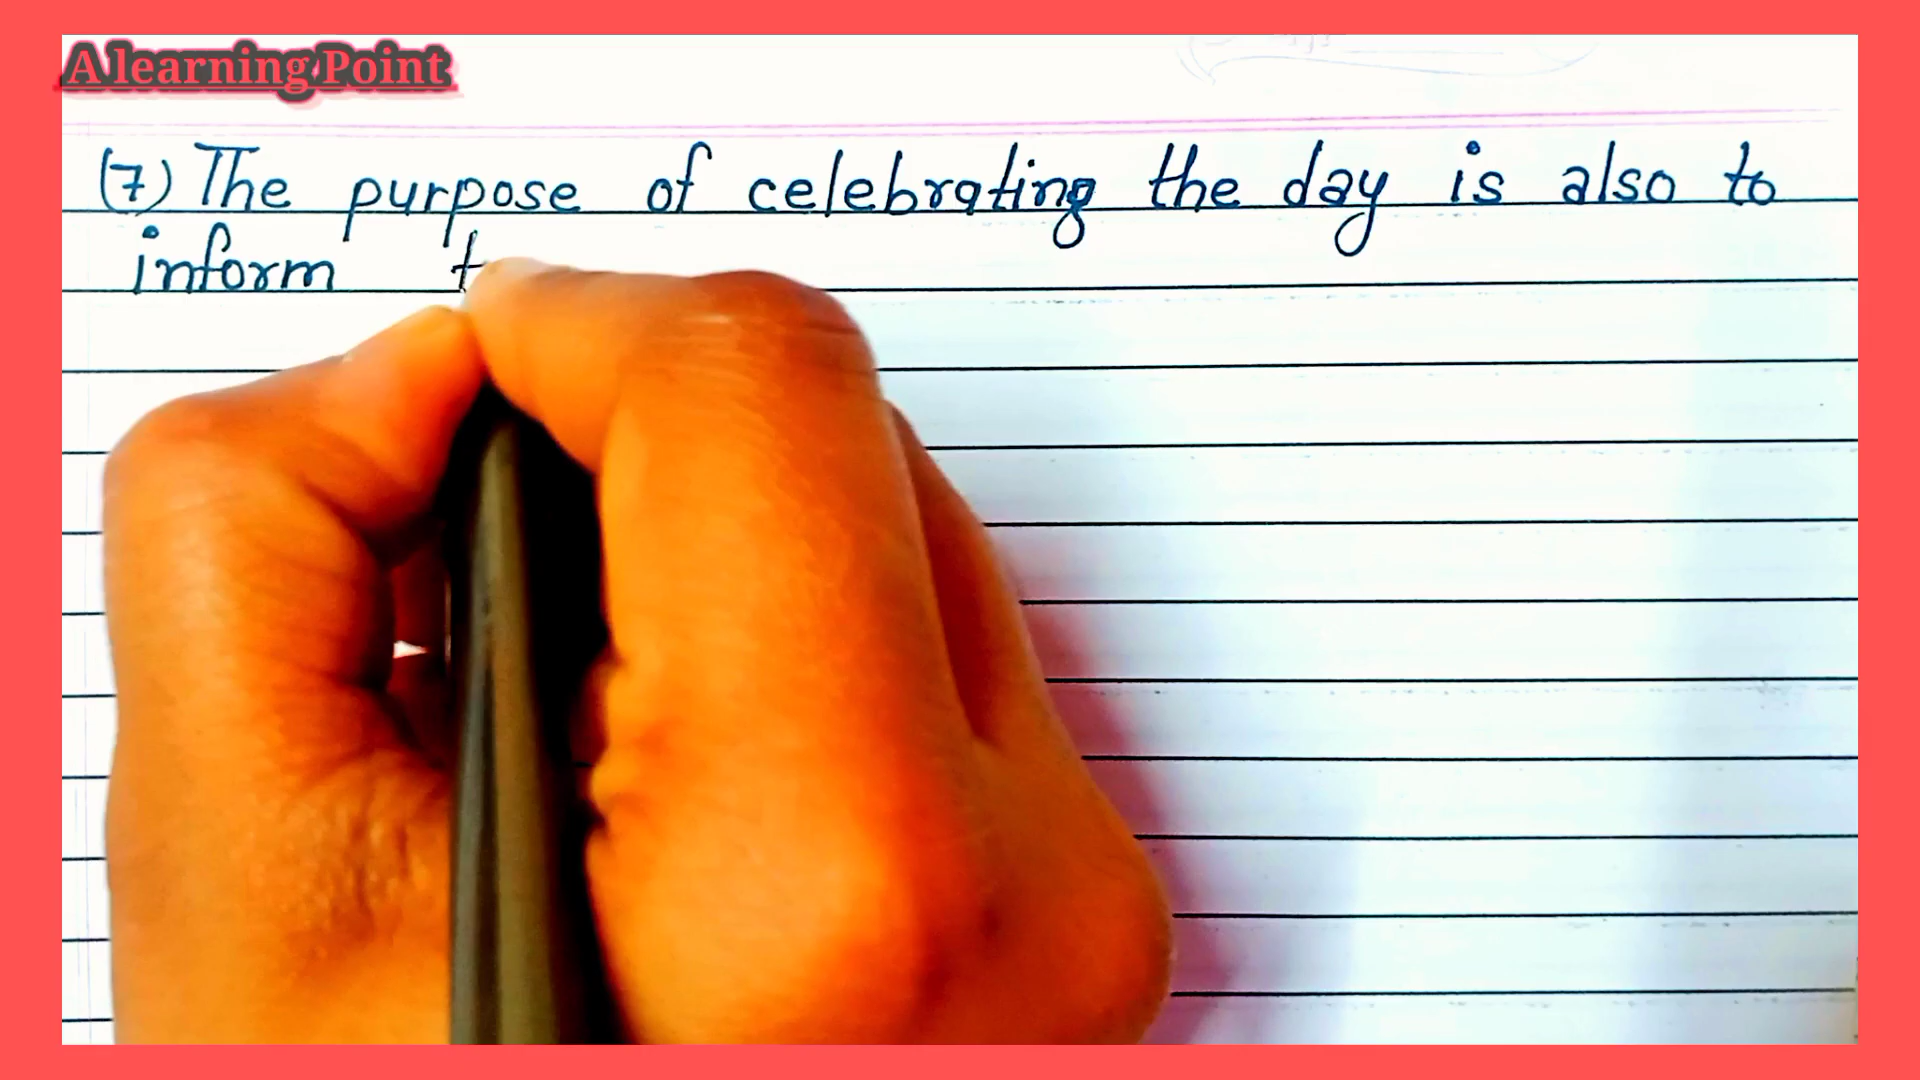 A learning Point
(7) The purpose of celebrating the day is also to
inform